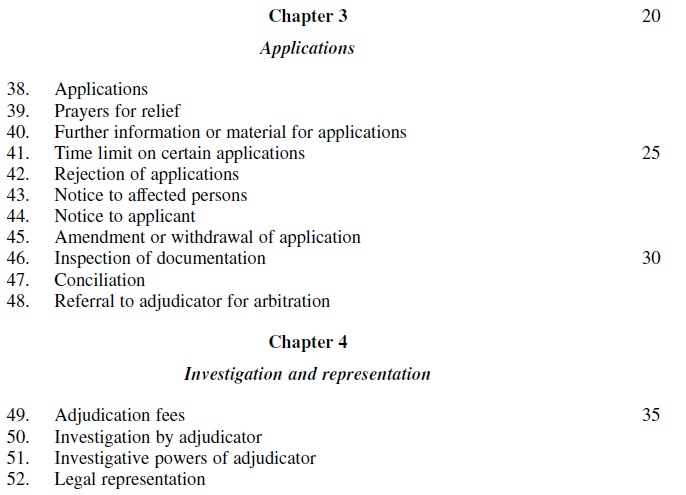 Chapter 3 20
Applications
38. Applications
39. Prayers for relief
40. Further information or material for applications
41. Time limit on certain applications 25
42. Rejection of applications
43. Notice to affected persons
44. Notice to applicant
45. Amendment or withdrawal of application
46. Inspection of documentation 30
47. Conciliation
48. Referral to adjudicator for arbitration
Chapter 4
Investigation and representation
49. Adjudication fees 35
50. Investigation by adjudicator
51. Investigative powers of adjudicator
52. Legal representation